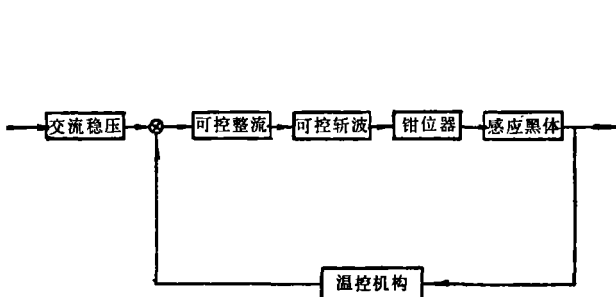 交流稳压
可控整流
可控斩波
钳位器
感应黑体
温控机构